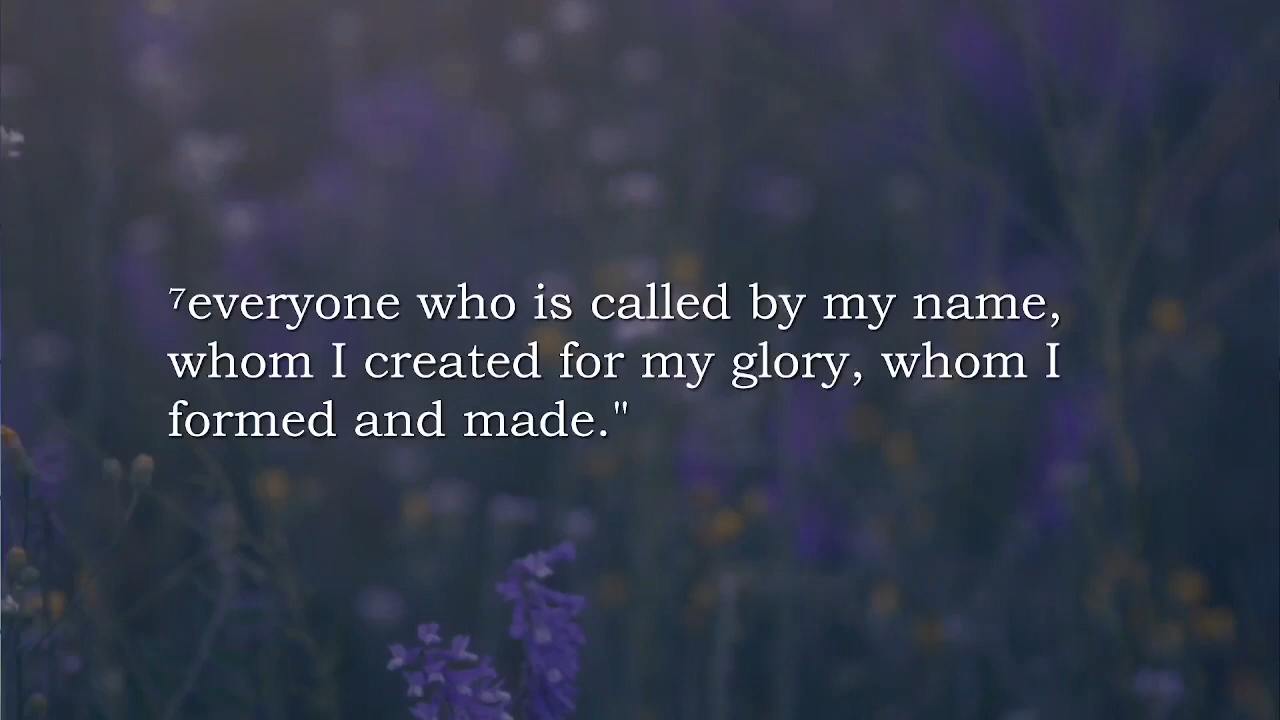 ⁷everyone who is called by my name,
whom I created for my glory, whom I
formed and made."